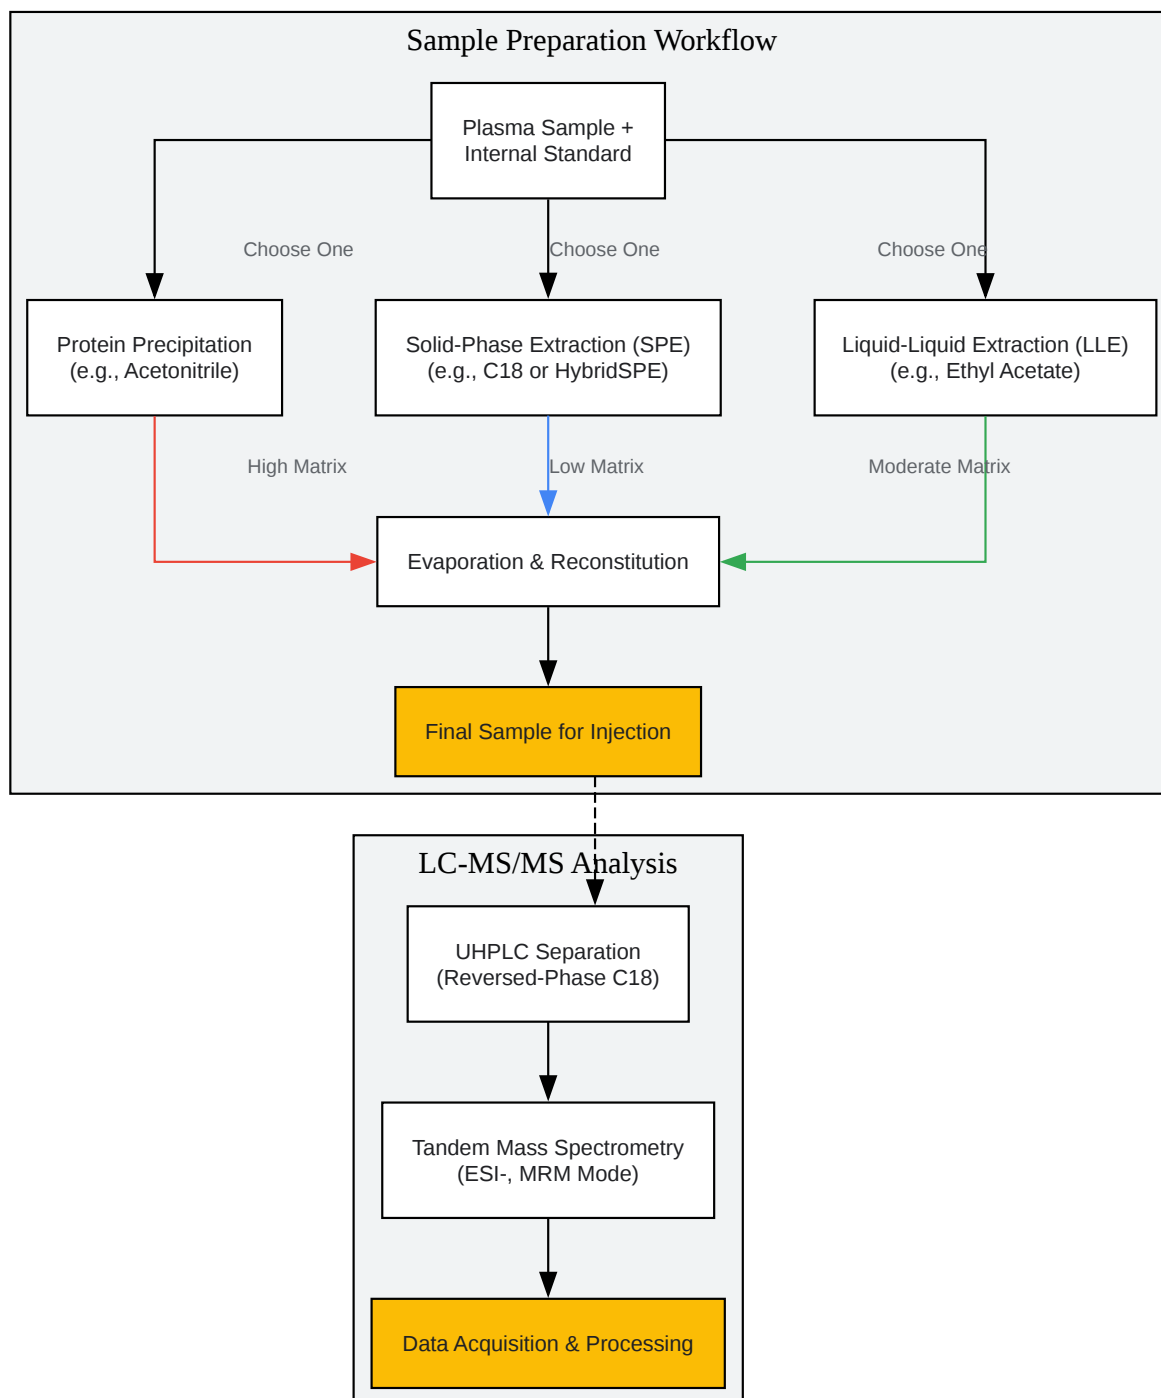 Sample Preparation Workflow
Plasma Sample +
Internal Standard
Choose One
Choose One
Choose One
Protein Precipitation
(e.g., Acetonitrile)
Solid-Phase Extraction (SPE)
(e.g., C18 or HybridSPE)
Liquid-Liquid Extraction (LLE)
(e.g., Ethyl Acetate)
High Matrix
Low Matrix
Moderate Matrix
Evaporation & Reconstitution
Final Sample for Injection
LC-MS/MS Analysis
UHPLC Separation
(Reversed-Phase C18)
Tandem Mass Spectrometry
(ESI-, MRM Mode)
Data Acquisition & Processing